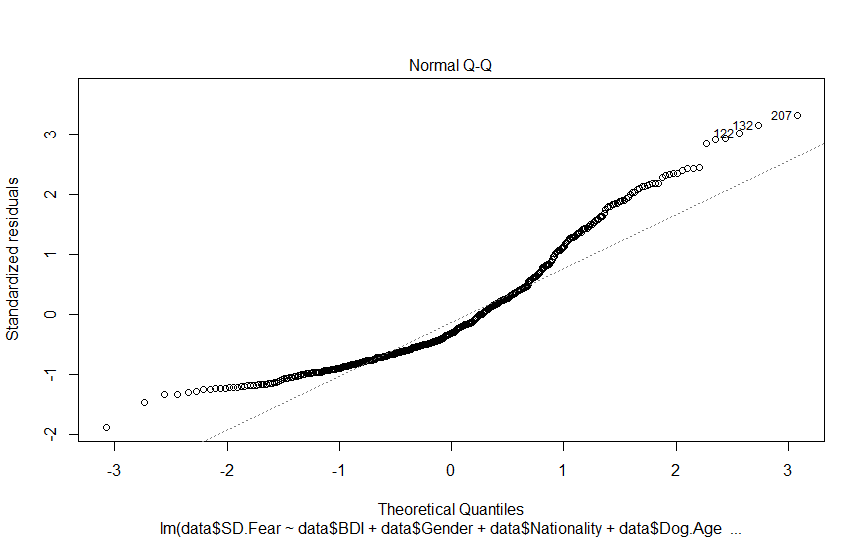 Normal Q-Q
Standardized residuals
3
2
1
0
-1
-2
122
132
207
-3 -2 -1 0 1 2 3
Theoretical Quantiles
lm(data$SD.Fear ~ data$BDI + data$Gender + data$Nationality + data$Dog.Age ...